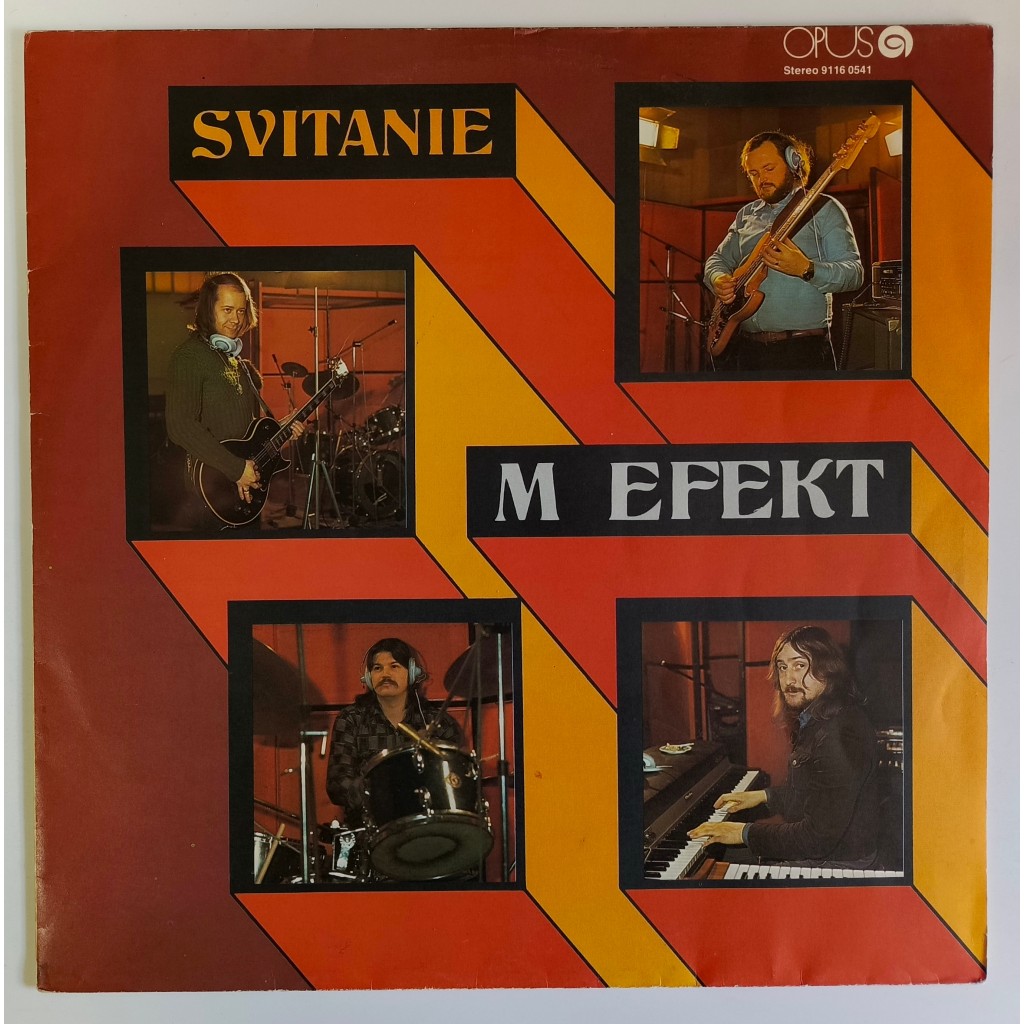 OPUS
Stereo 9116 0541
SVITANIE
M EFEKT